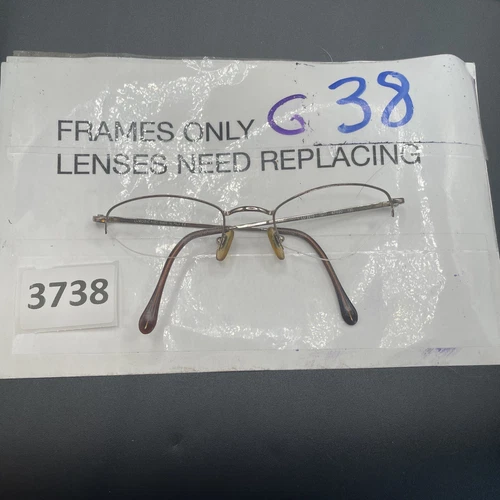 FRAMES ONLY G 38
LENSES NEED REPLACING
3738